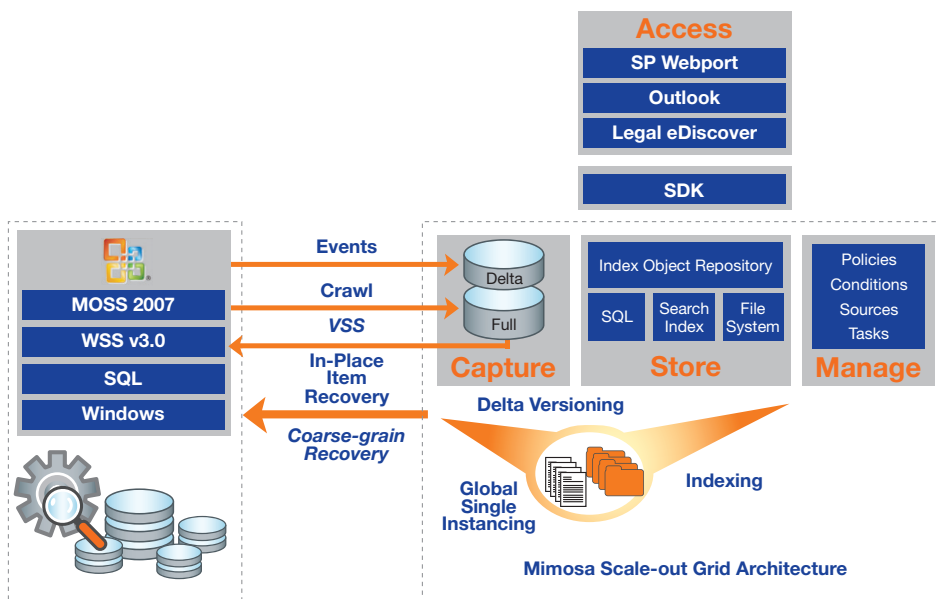 Access
SP Webport
Outlook
Legal eDiscover
SDK
MOSS 2007
WSS v3.0
SQL
Windows
Events
Crawl
VSS
In-Place
Item
Recovery
Coarse-grain
Recovery
Delta
Full
Capture
Index Object Repository
SQL
Search
Index
File
System
Store
Policies
Conditions
Sources
Tasks
Manage
Delta Versioning
Global
Single
Instancing
Indexing
Mimosa Scale-out Grid Architecture